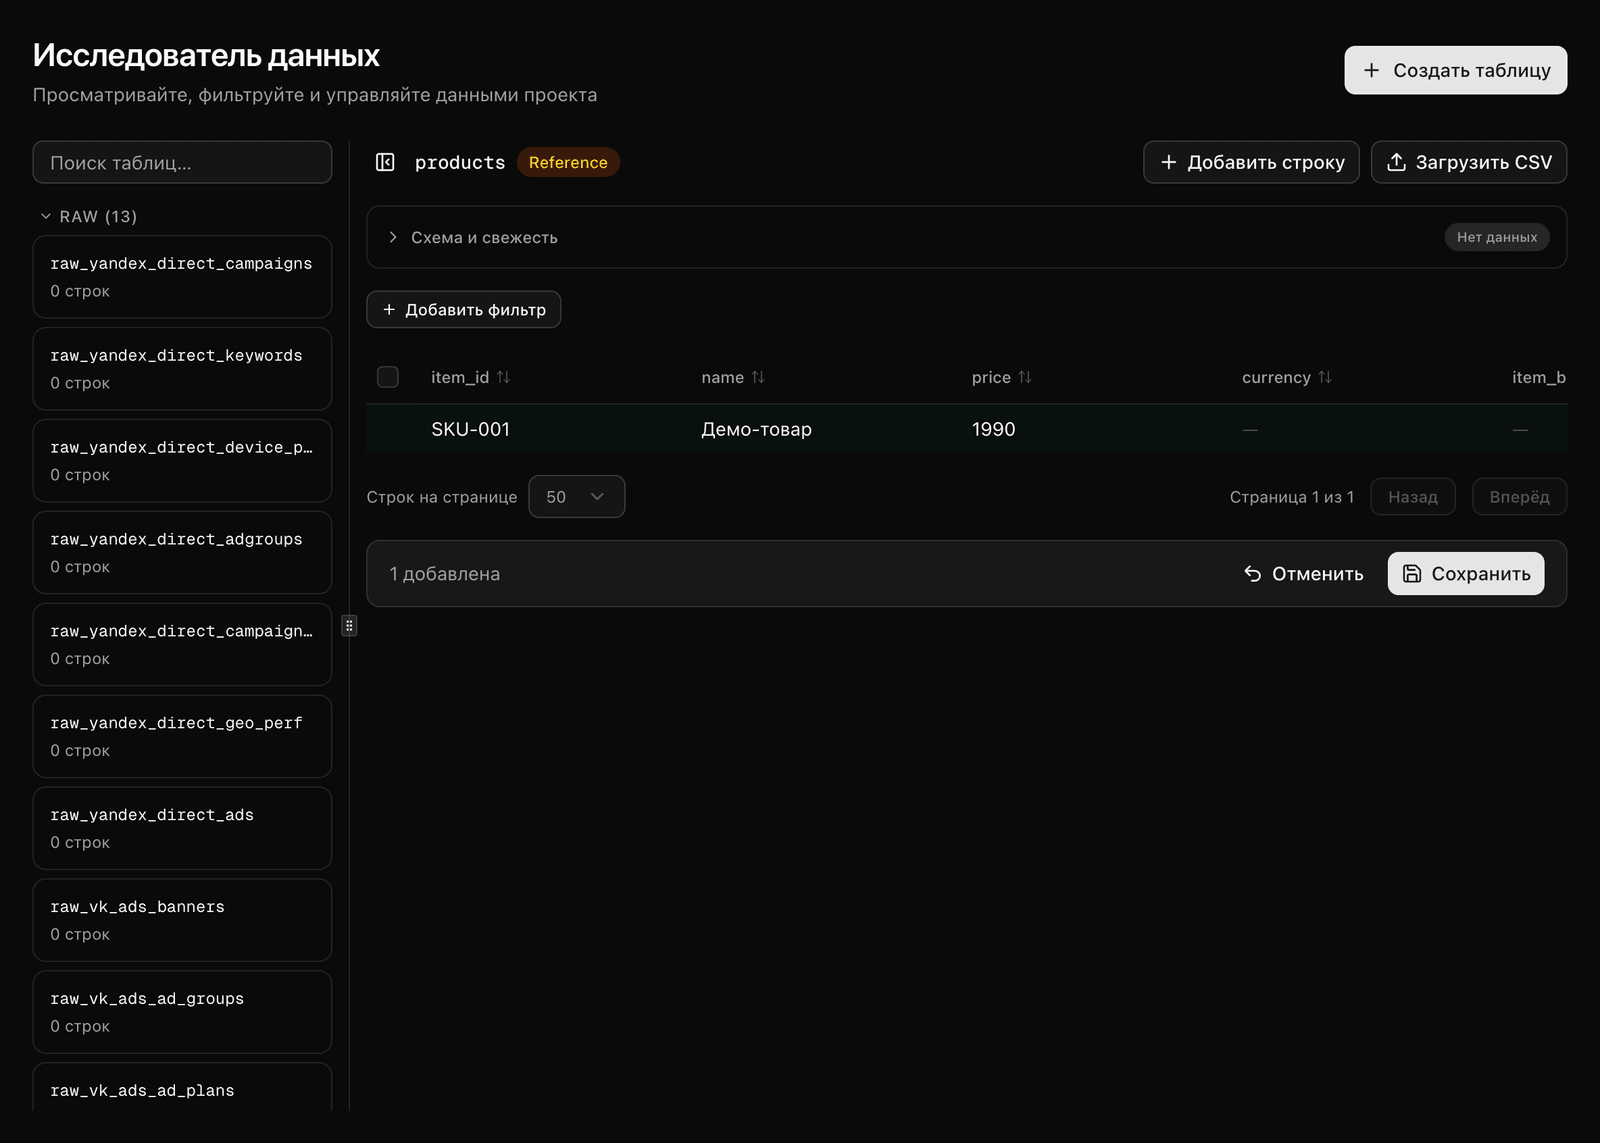 Исследователь данных
Просматривайте, фильтруйте и управляйте данными проекта
Создать таблицу
Поиск таблиц...
RAW (13)
raw_yandex_direct_campaigns
0 строк
raw_yandex_direct_keywords
0 строк
raw_yandex_direct_device_p…
0 строк
raw_yandex_direct_adgroups
0 строк
raw_yandex_direct_campaign…
0 строк
raw_yandex_direct_geo_perf
0 строк
raw_yandex_direct_ads
0 строк
raw_vk_ads_banners
0 строк
raw_vk_ads_ad_groups
0 строк
raw_vk_ads_ad_plans
products Reference
Добавить строку
Загрузить CSV
Схема и свежесть
Нет данных
Добавить фильтр
item_id name price currency item_b
SKU-001 Демо-товар 1990 — —
Строк на странице 50
Страница 1 из 1 Назад Вперёд
1 добавлена
Отменить
Сохранить